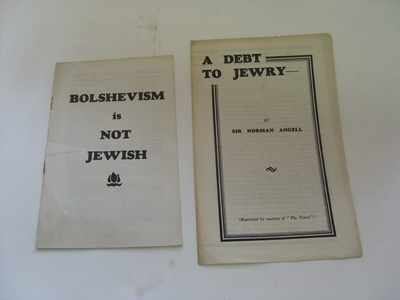 BOLSHEVISM
is
NOT
JEWISH
A DEBT
TO JEWRY—
BY
SIR NORMAN ANGELL
(Reprinted by courtesy of "The Times")